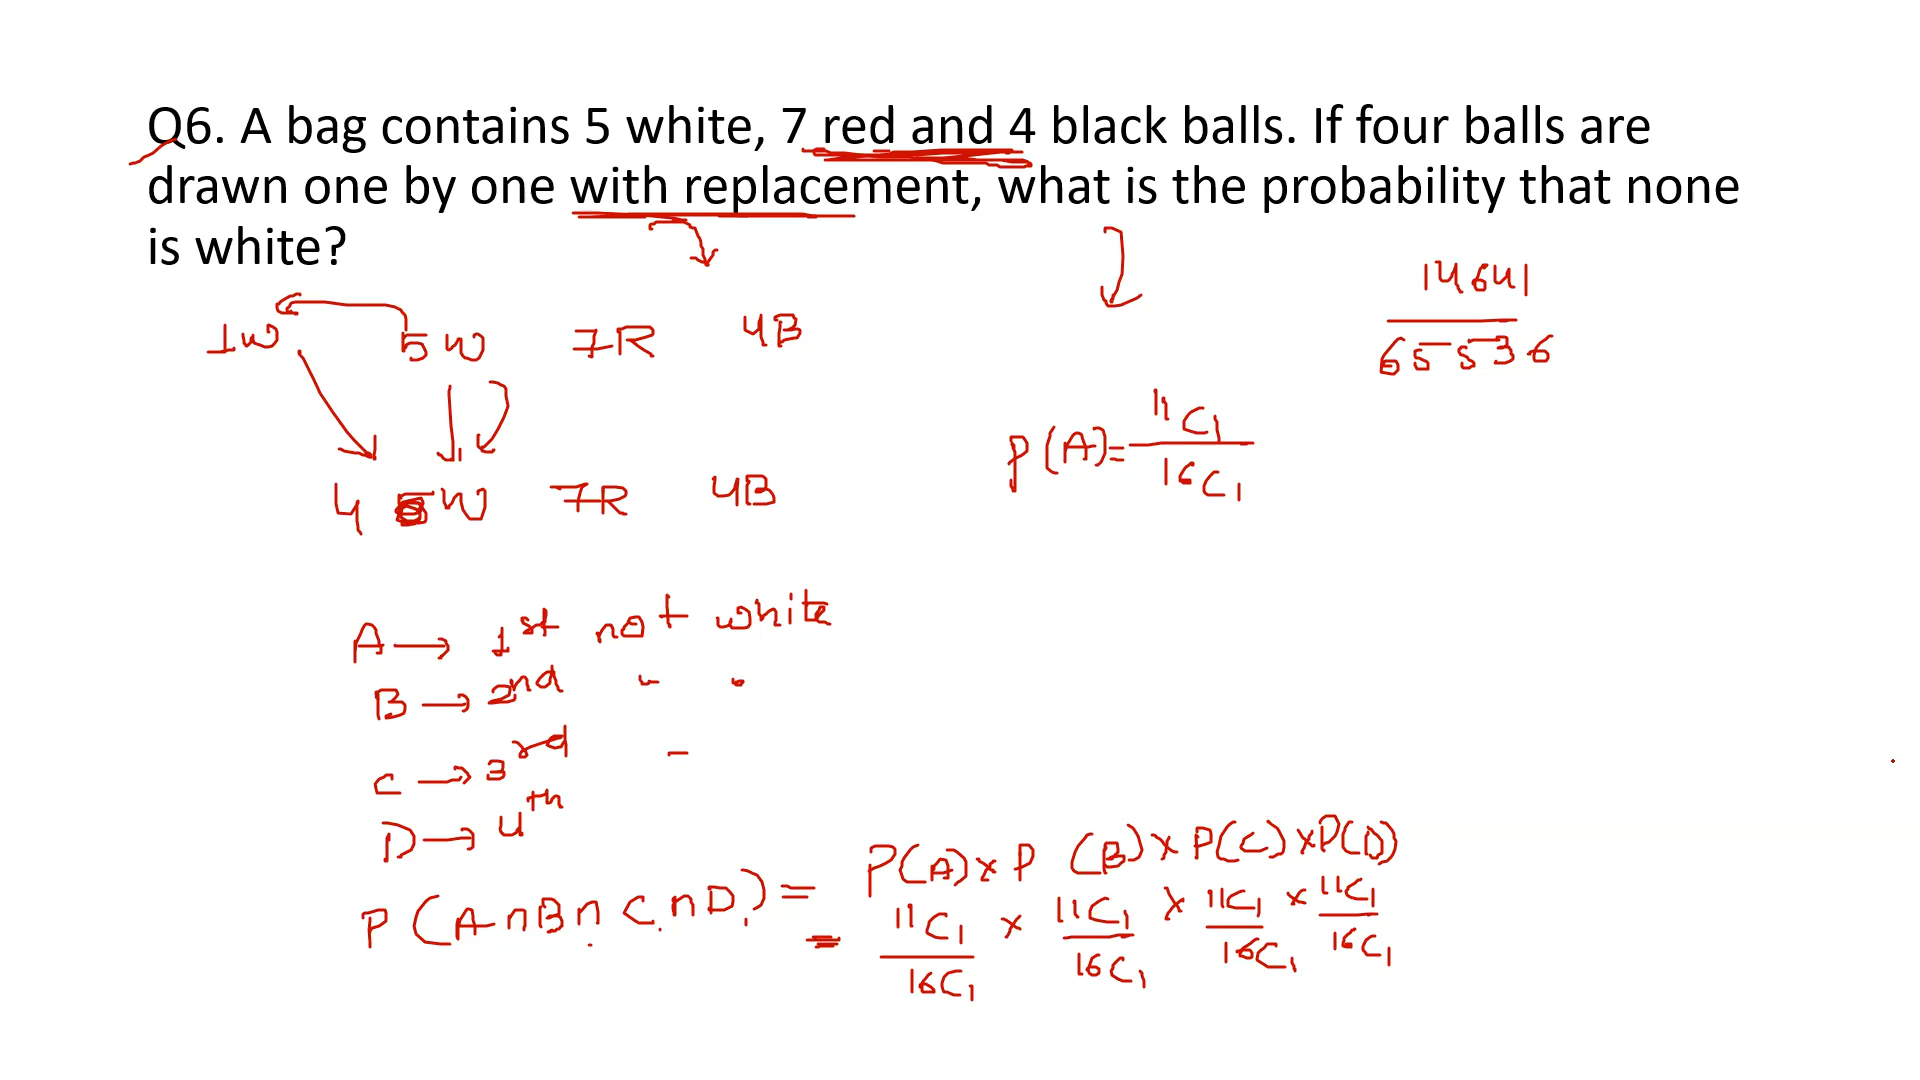 Q6. A bag contains 5 white, 7 red and 4 black balls. If four balls are
drawn one by one with replacement, what is the probability that none
is white?
14641
65536
1W 5W 7R 4B
P(A)= 11C1
16C1
4 W 7R 4B
A → 1st not white
B → 2nd " "
C → 3rd "
D → 4th
P(A∩B∩C∩D) = P(A)×P(B)×P(C)×P(D)
= 11C1 × 11C1 × 11C1 × 11C1
16C1 16C1 16C1 16C1